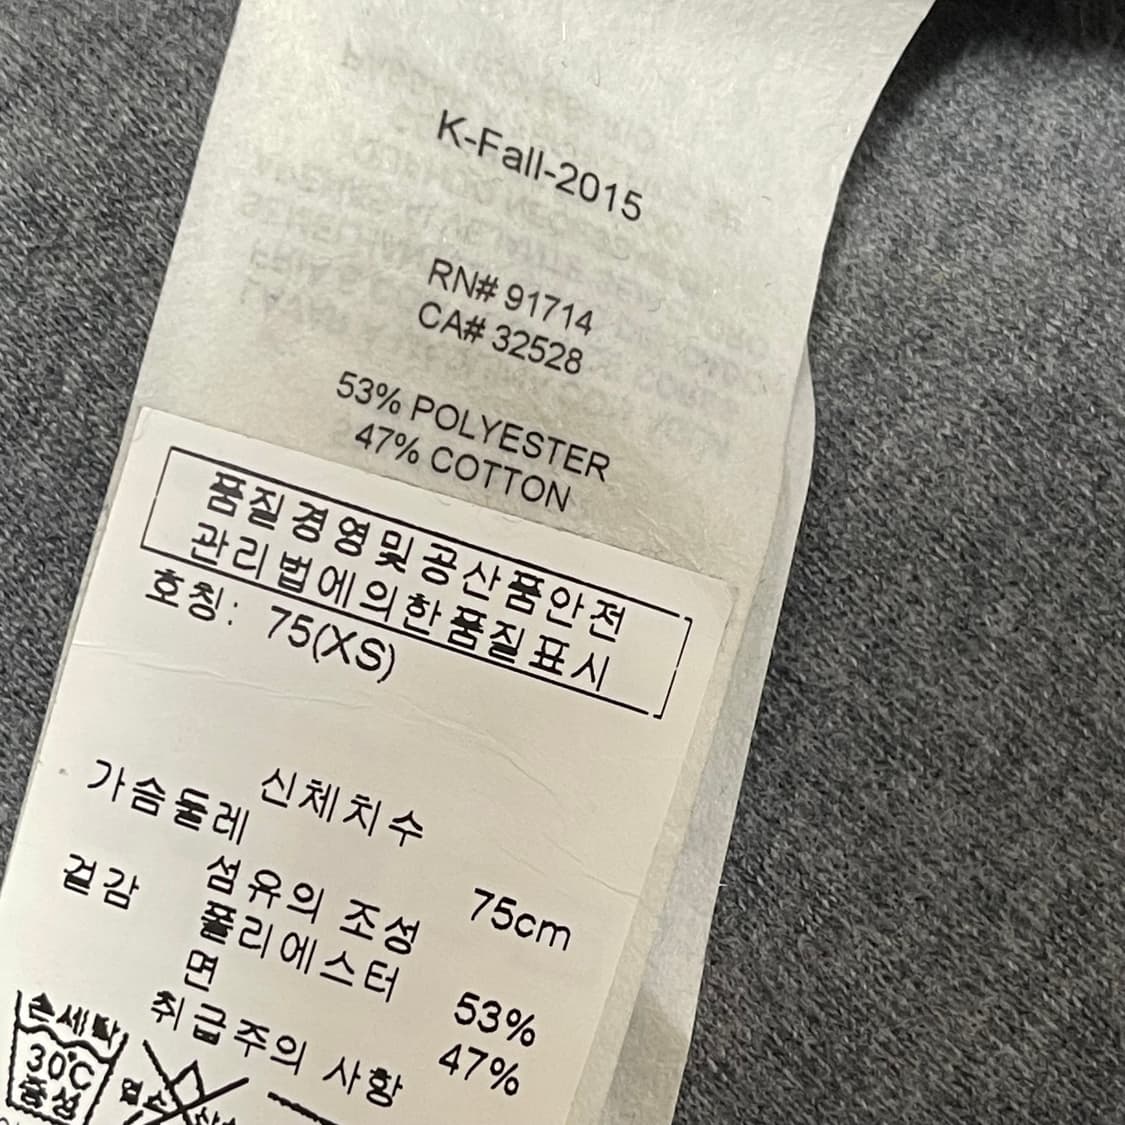 K-Fall-2015
RN# 91714
CA# 32528
53% POLYESTER
47% COTTON
품질경영및공산품안전
관리법에의한품질표시
호칭: 75(XS)
신체치수
가슴둘레 75cm
섬유의 조성
겉감 폴리에스터 53%
면 47%
취급주의 사항
손세탁
30℃
중성
염소